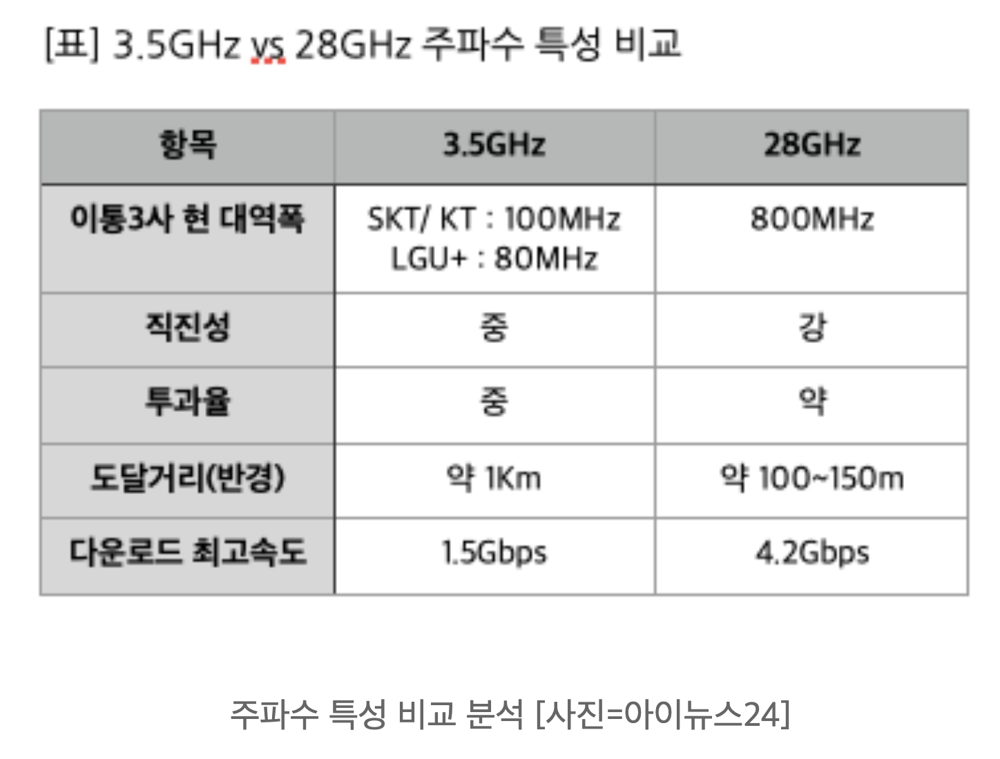 [표] 3.5GHz vs 28GHz 주파수 특성 비교
항목 3.5GHz 28GHz
이통3사 현 대역폭 SKT/ KT : 100MHz 800MHz
LGU+ : 80MHz
직진성 중 강
투과율 중 약
도달거리(반경) 약 1Km 약 100~150m
다운로드 최고속도 1.5Gbps 4.2Gbps
주파수 특성 비교 분석 [사진=아이뉴스24]